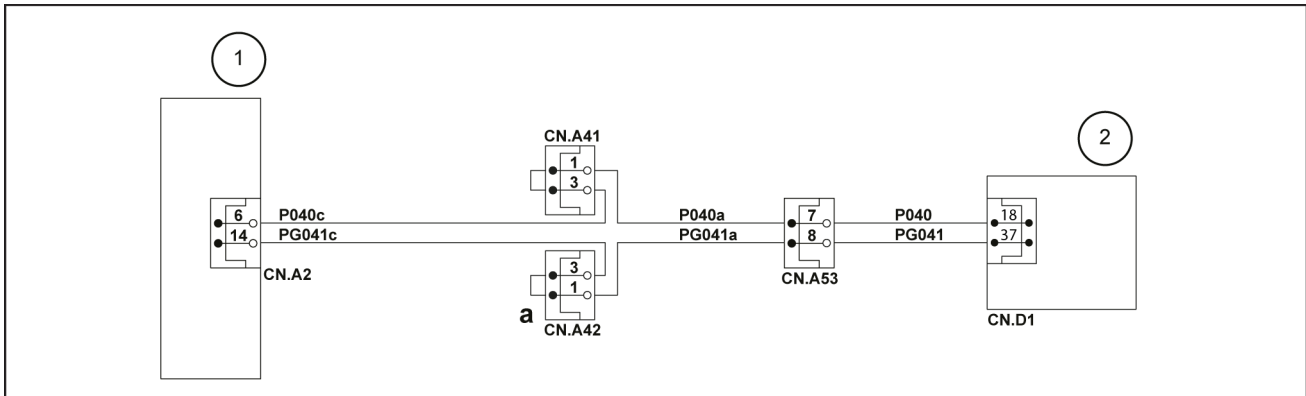 1
CN.A41
2
1
3
6
P040c
P040a
7
P040
18
14
PG041c
PG041a
8
PG041
37
CN.A2
3
CN.A53
1
a
CN.D1
CN.A42